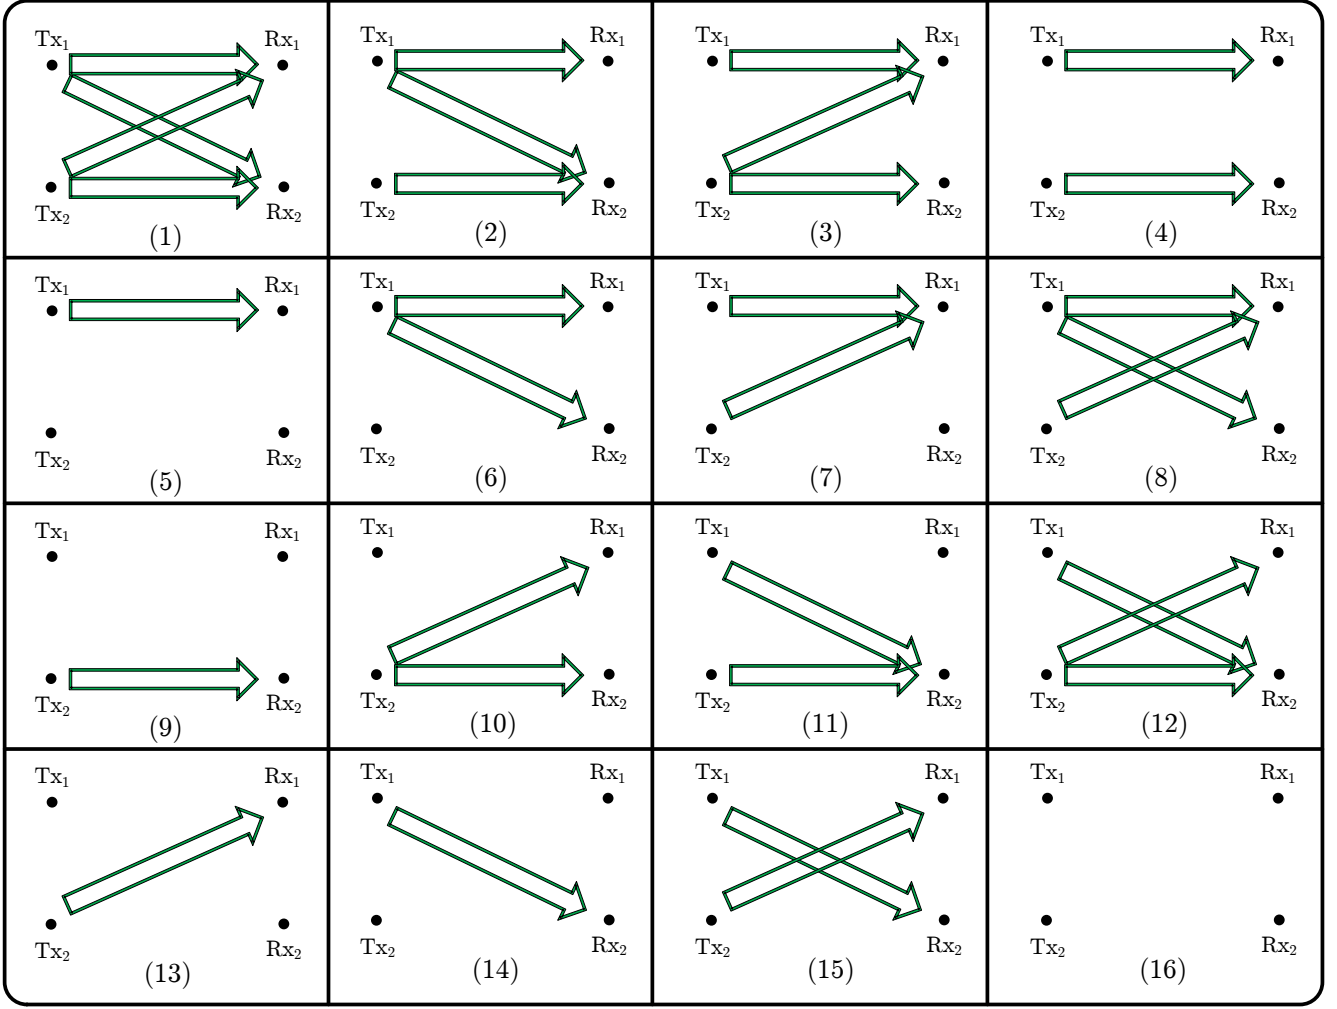 Tx1 Rx1
Tx2 Rx2
(1)
Tx1 Rx1
Tx2 Rx2
(2)
Tx1 Rx1
Tx2 Rx2
(3)
Tx1 Rx1
Tx2 Rx2
(4)
Tx1 Rx1
Tx2 Rx2
(5)
Tx1 Rx1
Tx2 Rx2
(6)
Tx1 Rx1
Tx2 Rx2
(7)
Tx1 Rx1
Tx2 Rx2
(8)
Tx1 Rx1
Tx2 Rx2
(9)
Tx1 Rx1
Tx2 Rx2
(10)
Tx1 Rx1
Tx2 Rx2
(11)
Tx1 Rx1
Tx2 Rx2
(12)
Tx1 Rx1
Tx2 Rx2
(13)
Tx1 Rx1
Tx2 Rx2
(14)
Tx1 Rx1
Tx2 Rx2
(15)
Tx1 Rx1
Tx2 Rx2
(16)